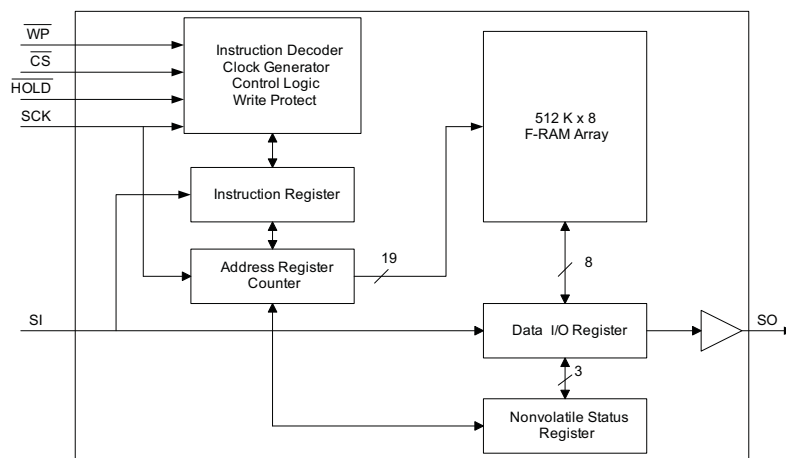 WP
CS
HOLD
SCK
Instruction Decoder
Clock Generator
Control Logic
Write Protect
512 K x 8
F-RAM Array
Instruction Register
Address Register
Counter
19
8
SI
Data I/O Register
SO
3
Nonvolatile Status
Register